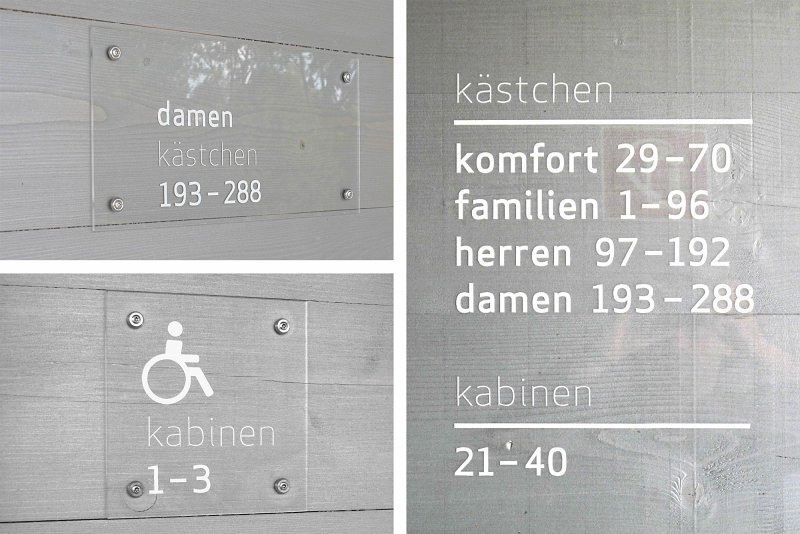 damen
kästchen
193-288
kabinen
1-3
kästchen
komfort 29-70
familien 1-96
herren 97-192
damen 193-288
kabinen
21-40